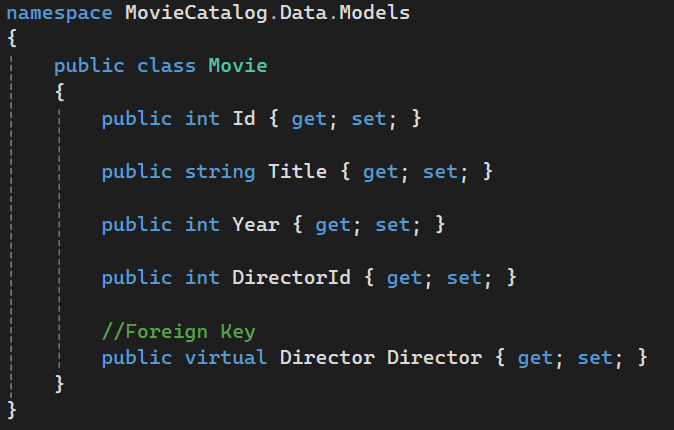 namespace MovieCatalog.Data.Models
{
public class Movie
{
public int Id { get; set; }
public string Title { get; set; }
public int Year { get; set; }
public int DirectorId { get; set; }
//Foreign Key
public virtual Director Director { get; set; }
}
}